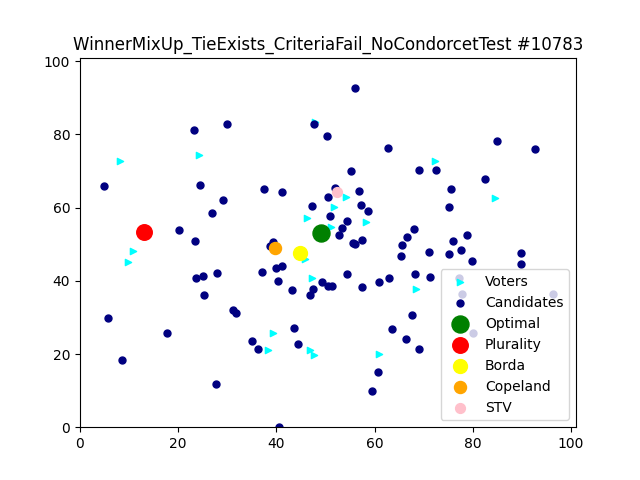 WinnerMixUp_TieExists_CriteriaFail_NoCondorcetTest #10783
100
80
60
40
20
0
0
20
40
60
80
100
Voters
Candidates
Optimal
Plurality
Borda
Copeland
STV